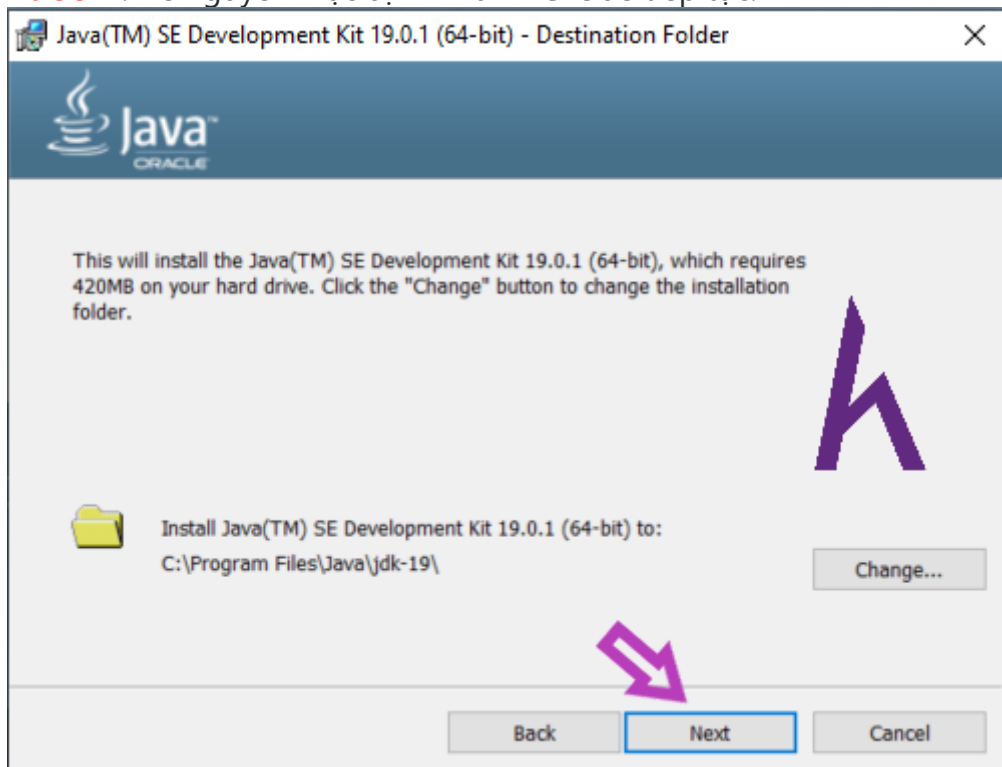 Java(TM) SE Development Kit 19.0.1 (64-bit) - Destination Folder
Java™
ORACLE
This will install the Java(TM) SE Development Kit 19.0.1 (64-bit), which requires
420MB on your hard drive. Click the "Change" button to change the installation
folder.
Install Java(TM) SE Development Kit 19.0.1 (64-bit) to:
C:\Program Files\Java\jdk-19\
Change...
Back
Next
Cancel